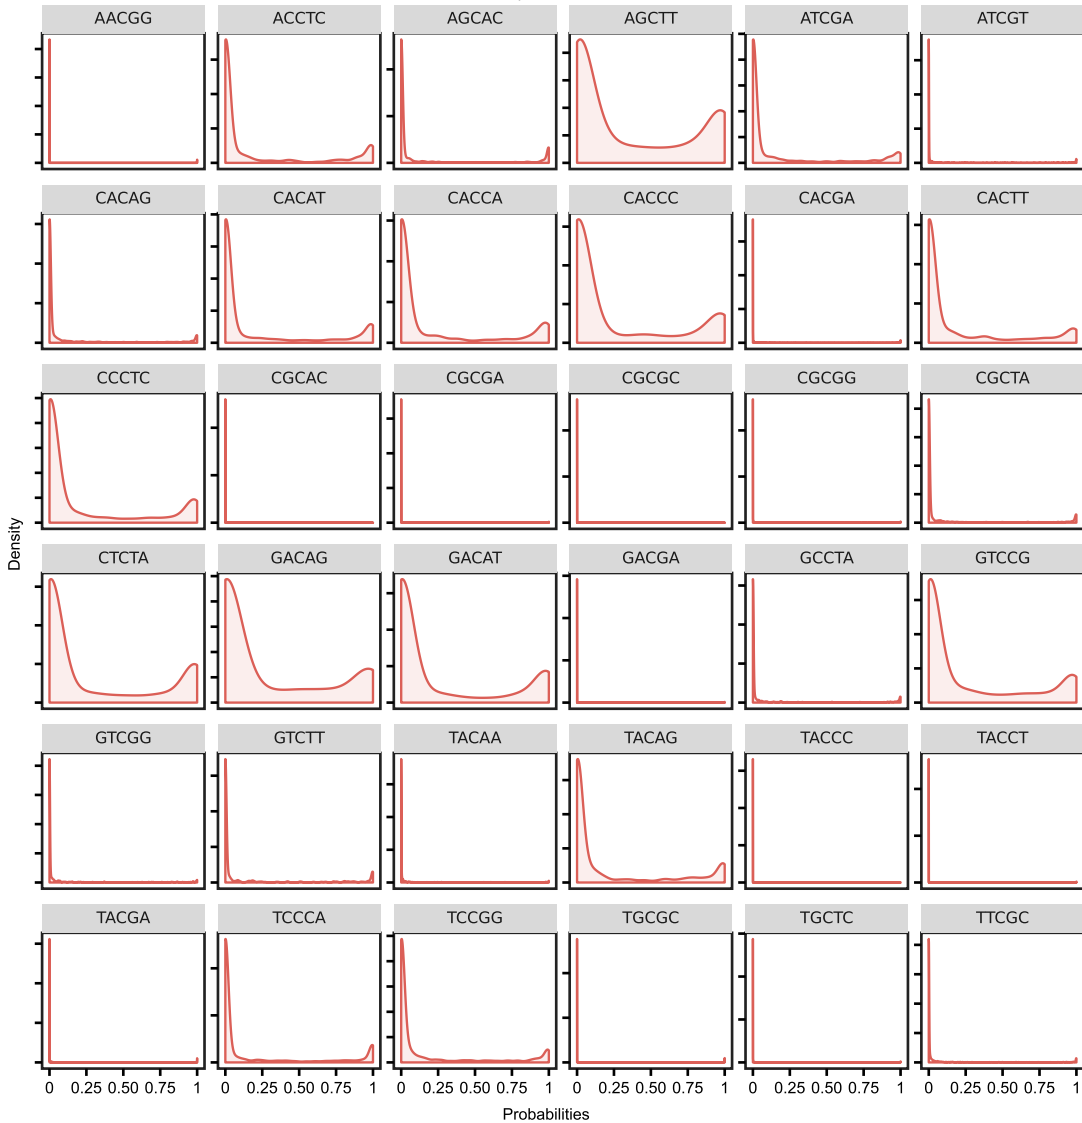 AACGG ACCTC AGCAC AGCTT ATCGA ATCGT
CACAG CACAT CACCA CACCC CACGA CACTT
CCCTC CGCAC CGCGA CGCGC CGCGG CGCTA
Density
CTCTA GACAG GACAT GACGA GCCTA GTCCG
GTCGG GTCTT TACAA TACAG TACCC TACCT
TACGA TCCCA TCCGG TGCGC TGCTC TTCGC
0 0.25 0.50 0.75 1 0 0.25 0.50 0.75 1 0 0.25 0.50 0.75 1 0 0.25 0.50 0.75 1 0 0.25 0.50 0.75 1 0 0.25 0.50 0.75 1
Probabilities